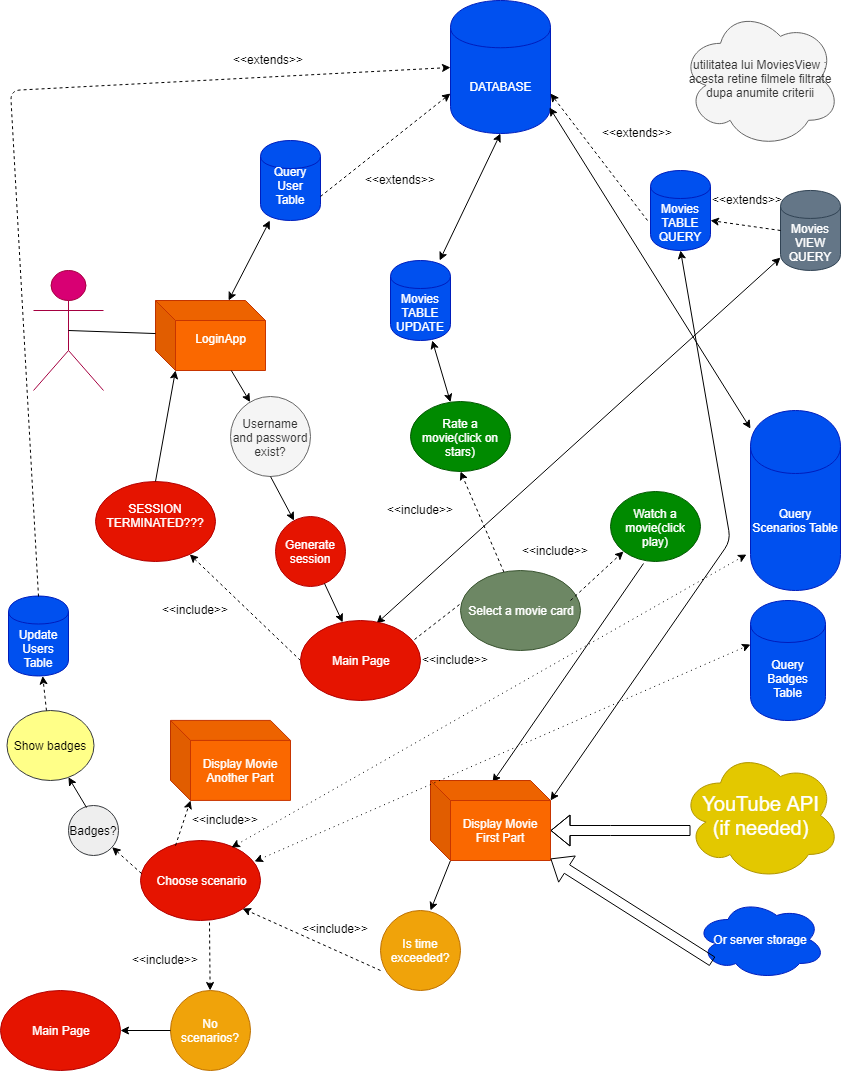 <<extends>>
DATABASE
utilitatea lui MoviesView :
acesta retine filmele filtrate
dupa anumite criterii
<<extends>>
Query
User
Table
<<extends>>
Movies
TABLE
QUERY
<<extends>>
Movies
VIEW
QUERY
Movies
TABLE
UPDATE
LoginApp
Username
and password
exist?
Rate a
movie(click on
stars)
SESSION
TERMINATED???
<<include>>
Watch a
movie(click
play)
Query
Scenarios Table
Generate
session
<<include>>
<<include>>
Select a movie card
Update
Users
Table
Main Page
<<include>>
Query
Badges
Table
Show badges
Display Movie
Another Part
<<include>>
Badges?
Display Movie
First Part
YouTube API
(if needed)
Choose scenario
<<include>>
Is time
exceeded?
Or server storage
<<include>>
Main Page
No
scenarios?